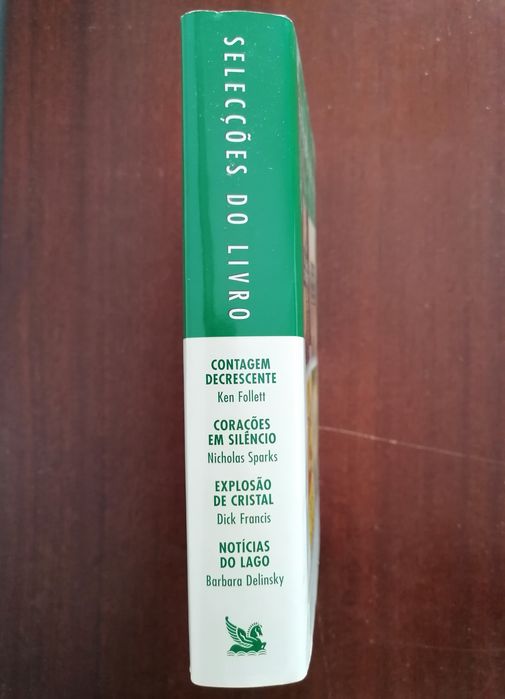 SELECÇÕES DO LIVRO
CONTAGEM
DECRESCENTE
Ken Follett
CORAÇÕES
EM SILÊNCIO
Nicholas Sparks
EXPLOSÃO
DE CRISTAL
Dick Francis
NOTÍCIAS
DO LAGO
Barbara Delinsky